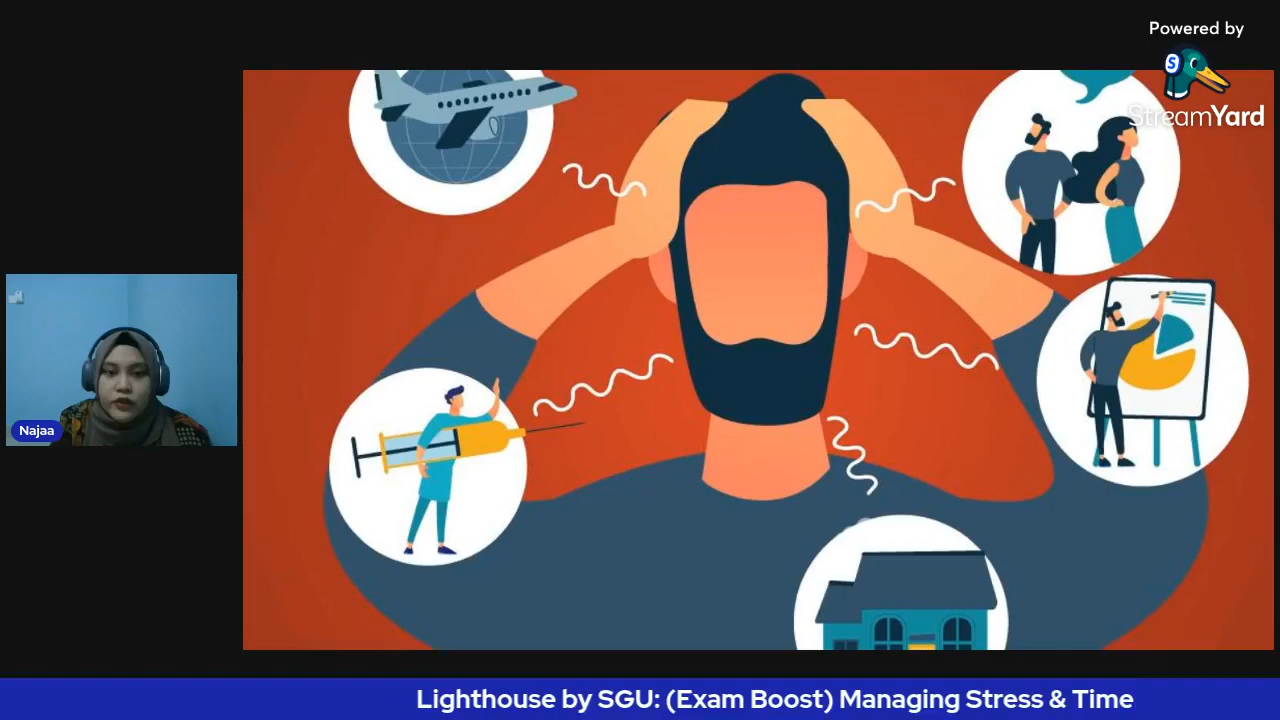 Powered by
S
StreamYard
Najaa
Lighthouse by SGU: (Exam Boost) Managing Stress & Time